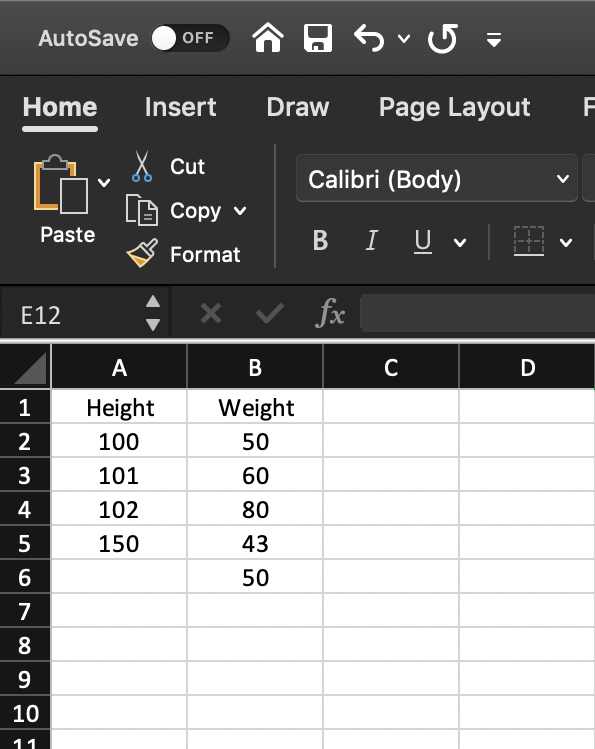 AutoSave OFF
Home Insert Draw Page Layout F
Cut
Copy
Paste
Format
Calibri (Body)
B I U
E12 fx
A B C D
1 Height Weight
2 100 50
3 101 60
4 102 80
5 150 43
6 50
7
8
9
10
11